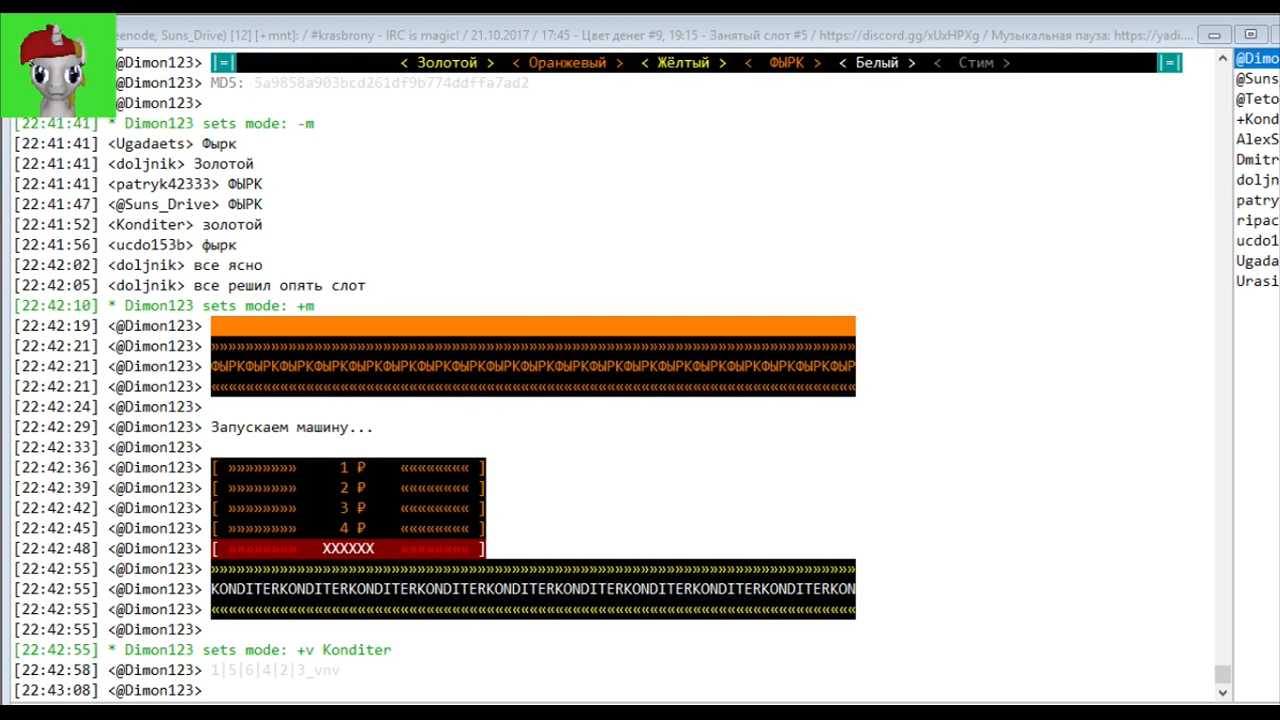 eenode, Suns_Drive) [12] [+mnt]: / #krasbrony - IRC is magic! / 21.10.2017 / 17:45 - Цвет денег #9, 19:15 - Занятый слот #5 / https://discord.gg/xUxHPXg / Музыкальная пауза: https://yadi....
@Dimon123> |=| < Золотой > < Оранжевый > < Жёлтый > < ФЫРК > < Белый > < Стим > |=|
@Dimon123> MD5: 5a9858a903bcd261df9b774ddffa7ad2
@Dimon123>
[22:41:41] * Dimon123 sets mode: -m
[22:41:41] <Ugadaets> Фырк
[22:41:41] <doljnik> Золотой
[22:41:41] <patryk42333> ФЫРК
[22:41:47] <@Suns_Drive> ФЫРК
[22:41:52] <Konditer> золотой
[22:41:56] <ucdo153b> фырк
[22:42:02] <doljnik> все ясно
[22:42:05] <doljnik> все решил опять слот
[22:42:10] * Dimon123 sets mode: +m
[22:42:19] <@Dimon123>
[22:42:21] <@Dimon123> »»»»»»»»»»»»»»»»»»»»»»»»»»»»»»»»»»»»»»»»»»»»»»»»»»»»»»»»»»»»»»»»»»»»»»»»»»»
[22:42:21] <@Dimon123> ФЫРКФЫРКФЫРКФЫРКФЫРКФЫРКФЫРКФЫРКФЫРКФЫРКФЫРКФЫРКФЫРКФЫРКФЫРКФЫРКФЫРКФЫРКФЫР
[22:42:21] <@Dimon123> «««««««««««««««««««««««««««««««««««««««««««««««««««««««««««««««««««««««««««
[22:42:24] <@Dimon123>
[22:42:29] <@Dimon123> Запускаем машину...
[22:42:33] <@Dimon123>
[22:42:36] <@Dimon123> [ »»»»»»»» 1 ₽ «««««««« ]
[22:42:39] <@Dimon123> [ »»»»»»»» 2 ₽ «««««««« ]
[22:42:42] <@Dimon123> [ »»»»»»»» 3 ₽ «««««««« ]
[22:42:45] <@Dimon123> [ »»»»»»»» 4 ₽ «««««««« ]
[22:42:48] <@Dimon123> [ »»»»»»»» XXXXXX «««««««« ]
[22:42:55] <@Dimon123> »»»»»»»»»»»»»»»»»»»»»»»»»»»»»»»»»»»»»»»»»»»»»»»»»»»»»»»»»»»»»»»»»»»»»»»»»»»
[22:42:55] <@Dimon123> KONDITERKONDITERKONDITERKONDITERKONDITERKONDITERKONDITERKONDITERKONDITERKON
[22:42:55] <@Dimon123> «««««««««««««««««««««««««««««««««««««««««««««««««««««««««««««««««««««««««««
[22:42:55] <@Dimon123>
[22:42:55] * Dimon123 sets mode: +v Konditer
[22:42:58] <@Dimon123> 1|5|6|4|2|3_vnv
[22:43:08] <@Dimon123>
@Dimo
@Suns
@Teto
+Kond
AlexS
Dmitr
doljn
patry
ripac
ucdo1
Ugada
Urasi